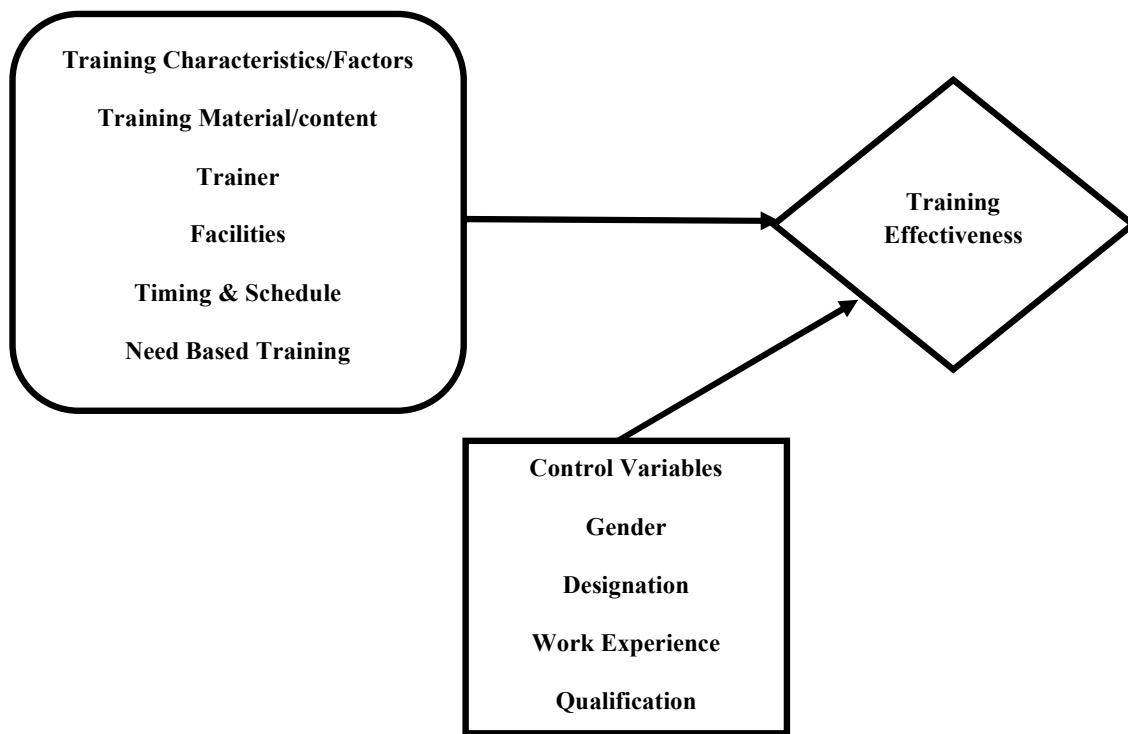 Training Characteristics/Factors
Training Material/content
Trainer
Facilities
Timing & Schedule
Need Based Training
Training
Effectiveness
Control Variables
Gender
Designation
Work Experience
Qualification